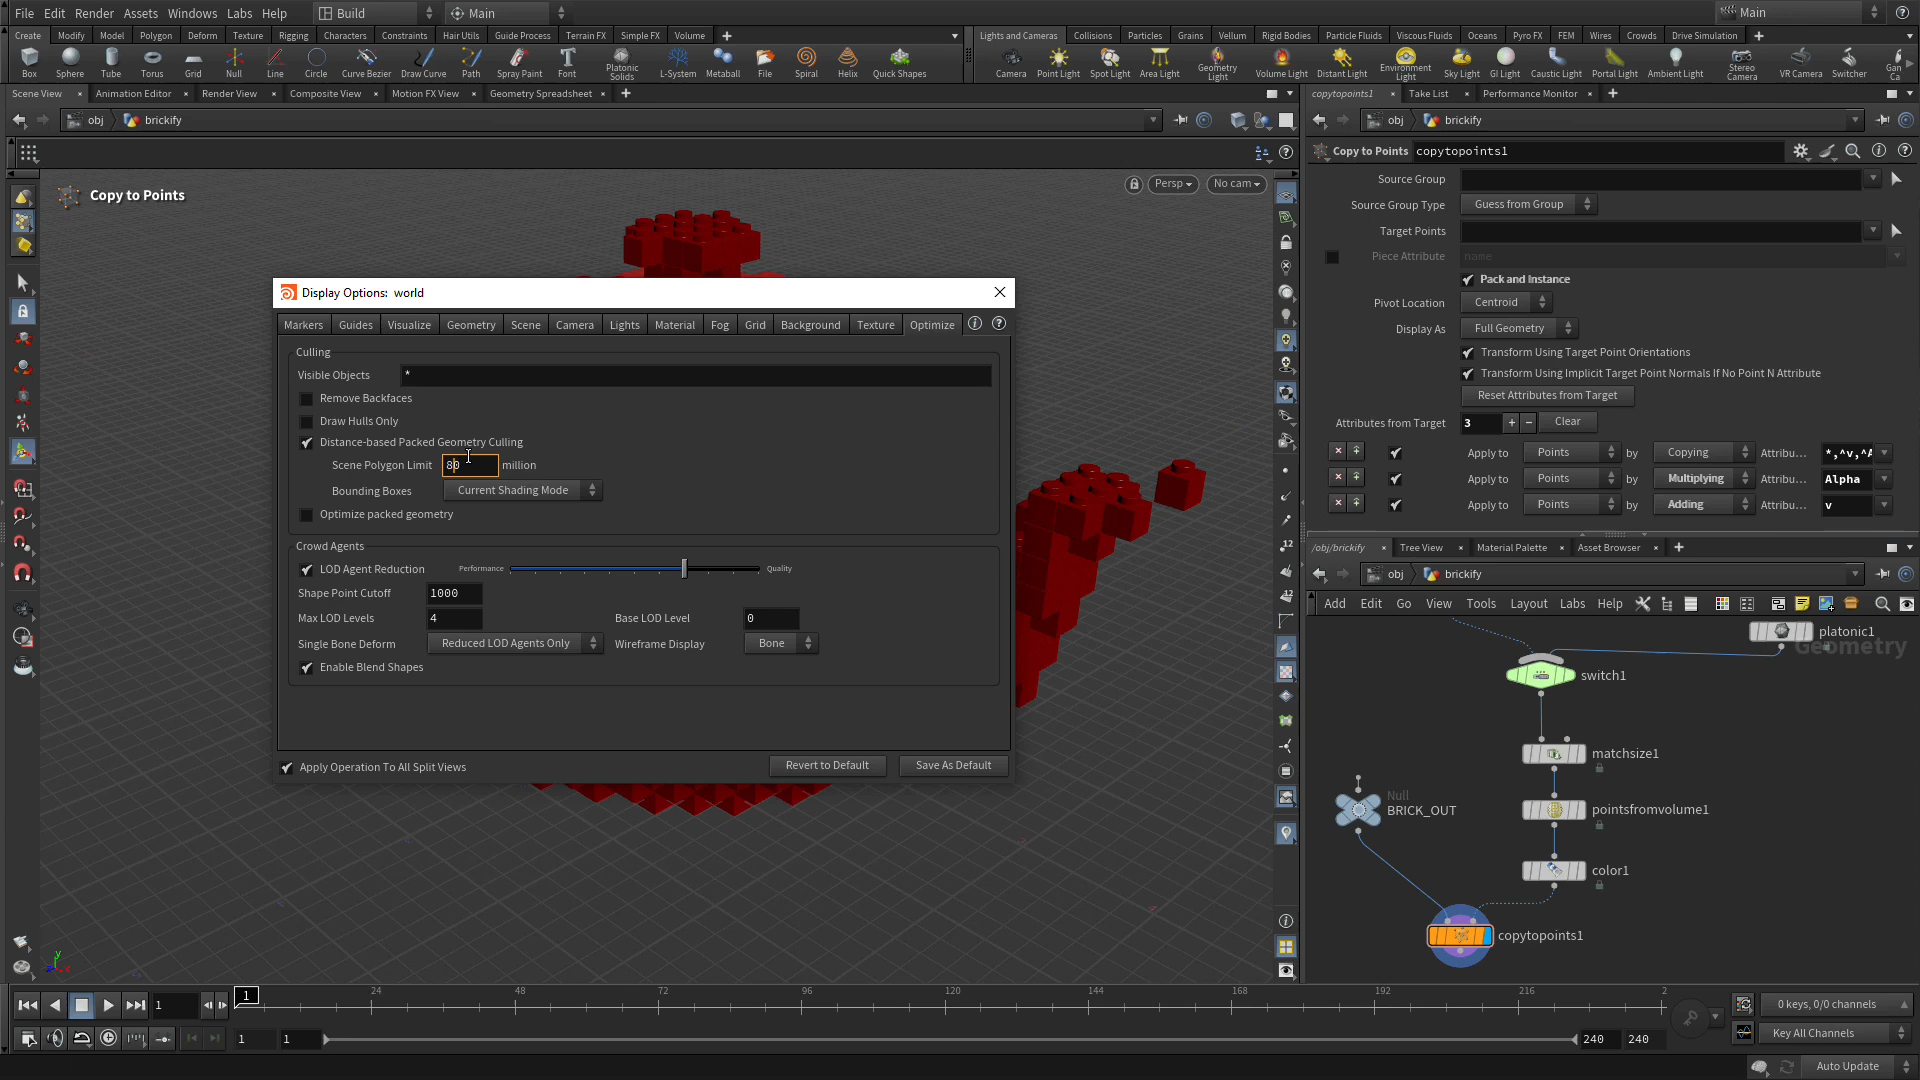 File Edit Render Assets Windows Labs Help Build Main Main
Create Modify Model Polygon Deform Texture Rigging Characters Constraints Hair Utils Guide Process Terrain FX Simple FX Volume
Lights and Cameras Collisions Particles Grains Vellum Rigid Bodies Particle Fluids Viscous Fluids Oceans Pyro FX FEM Wires Crowds Drive Simulation
Box Sphere Tube Torus Grid Null Line Circle Curve Bezier Draw Curve Path Spray Paint Font Platonic Solids L-System Metaball File Spiral Helix Quick Shapes
Camera Point Light Spot Light Area Light Geometry Light Volume Light Distant Light Environment Light Sky Light GI Light Caustic Light Portal Light Ambient Light Stereo Camera VR Camera Switcher Gan Ca
Scene View Animation Editor Render View Composite View Motion FX View Geometry Spreadsheet
copytopoints1 Take List Performance Monitor
obj brickify
obj brickify
Copy to Points copytopoints1
Copy to Points
Persp No cam
Source Group
Source Group Type Guess from Group
Target Points
Piece Attribute name
Pack and Instance
Pivot Location Centroid
Display As Full Geometry
Transform Using Target Point Orientations
Transform Using Implicit Target Point Normals If No Point N Attribute
Reset Attributes from Target
Attributes from Target 3 + − Clear
Apply to Points by Copying Attribu... *,^v,^A
Apply to Points by Multiplying Attribu... Alpha
Apply to Points by Adding Attribu... v
Display Options: world
Markers Guides Visualize Geometry Scene Camera Lights Material Fog Grid Background Texture Optimize
Culling
Visible Objects *
Remove Backfaces
Draw Hulls Only
Distance-based Packed Geometry Culling
Scene Polygon Limit 80 million
Bounding Boxes Current Shading Mode
Optimize packed geometry
Crowd Agents
LOD Agent Reduction Performance Quality
Shape Point Cutoff 1000
Max LOD Levels 4 Base LOD Level 0
Single Bone Deform Reduced LOD Agents Only Wireframe Display Bone
Enable Blend Shapes
Apply Operation To All Split Views Revert to Default Save As Default
/obj/brickify Tree View Material Palette Asset Browser
obj brickify
Add Edit Go View Tools Layout Labs Help
Geometry
platonic1
switch1
matchsize1
Null
BRICK_OUT
pointsfromvolume1
color1
copytopoints1
12
12
1 1 24 48 72 96 120 144 168 192 216 2
0 keys, 0/0 channels
1 1 240 240 Key All Channels
Auto Update